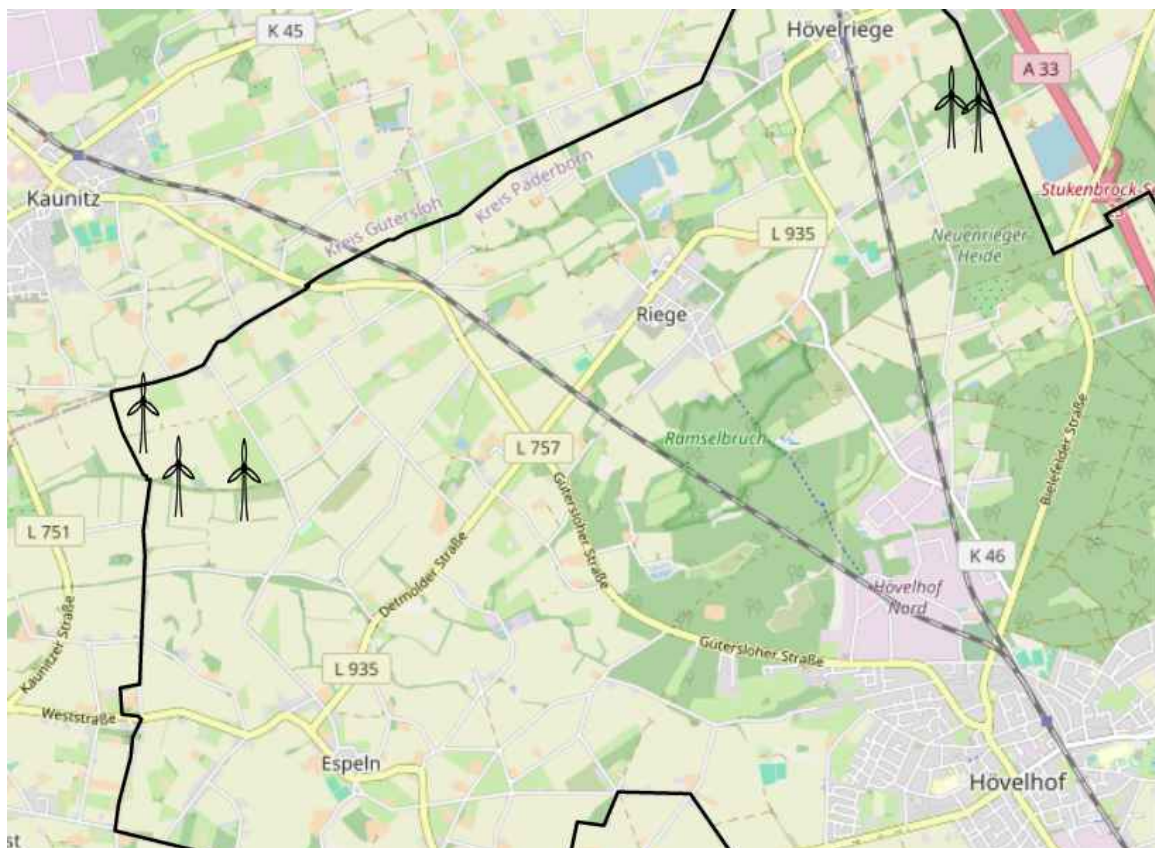 K 45
Hövelriege
A 33
Kaunitz
Kreis Gütersloh
Kreis Paderborn
Stukenbrock-S
L 935
Neuenrieger
Heide
Riege
Ramselbruch
L 757
Bielefelder Straße
L 751
Gütersloher Straße
K 46
Detmolder Straße
Hövelhof
Nord
Kaunitzer Straße
Gütersloher Straße
L 935
Weststraße
Espeln
Hövelhof
st